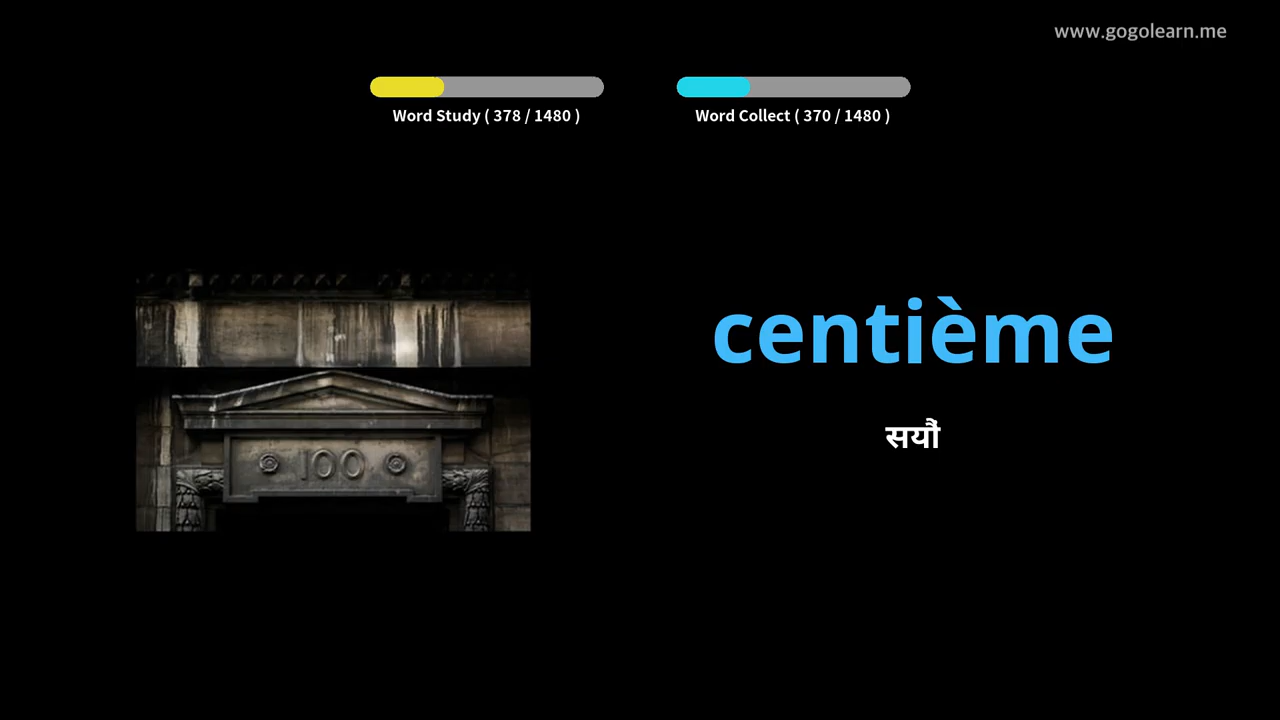 www.gogolearn.me
Word Study ( 378 / 1480 )
Word Collect ( 370 / 1480 )
centième
सयौं
100